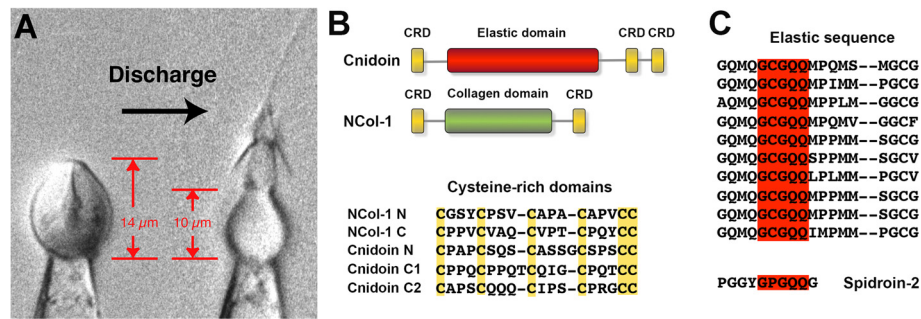 A
Discharge
14 µm
10 µm
B
CRD
Elastic domain
CRD CRD
Cnidoin
CRD
Collagen domain
CRD
NCol-1
Cysteine-rich domains
NCol-1 N CGSYCPSV-CAPA-CAPVCC
NCol-1 C CPPVCVAQ-CVPT-CPQYCC
Cnidoin N CPAPCSQS-CASSGCSPSCC
Cnidoin C1 CPPQCPPQTCQIG-CPQTCC
Cnidoin C2 CAPSCQQQ-CIPS-CPRGCC
C
Elastic sequence
GQMQGCGQQMPQMS--MGCG
GQMQGCGQQMPIMM--PGCG
AQMQGCGQQMPPLM--GGCG
GQMQGCGQQMPQMV--GGCF
GQMQGCGQQMPPMM--SGCG
GQMQGCGQQSPPMM--SGCV
GQMQGCGQQLPLMM--PGCV
GQMQGCGQQMPPMM--SGCG
GQMQGCGQQMPPMM--SGCG
GQMQGCGQQIMPMM--PGCG
PGGYGPGQQG Spidroin-2